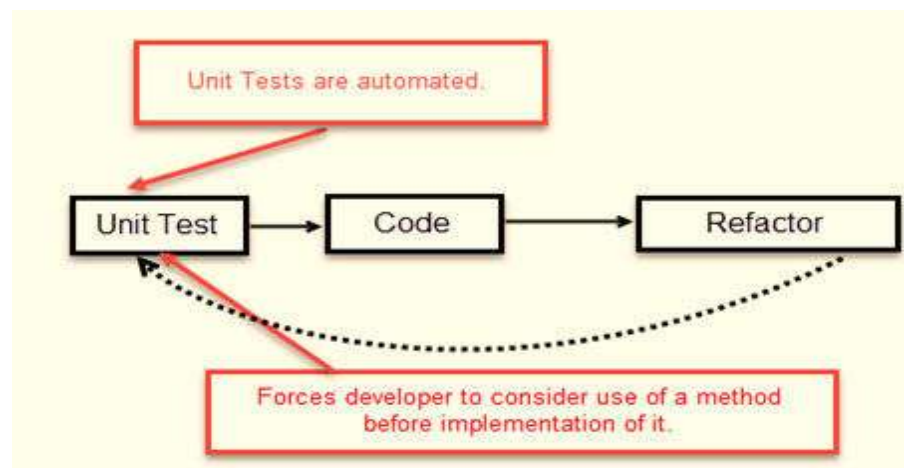 Unit Tests are automated.
Unit Test
Code
Refactor
Forces developer to consider use of a method
before implementation of it.